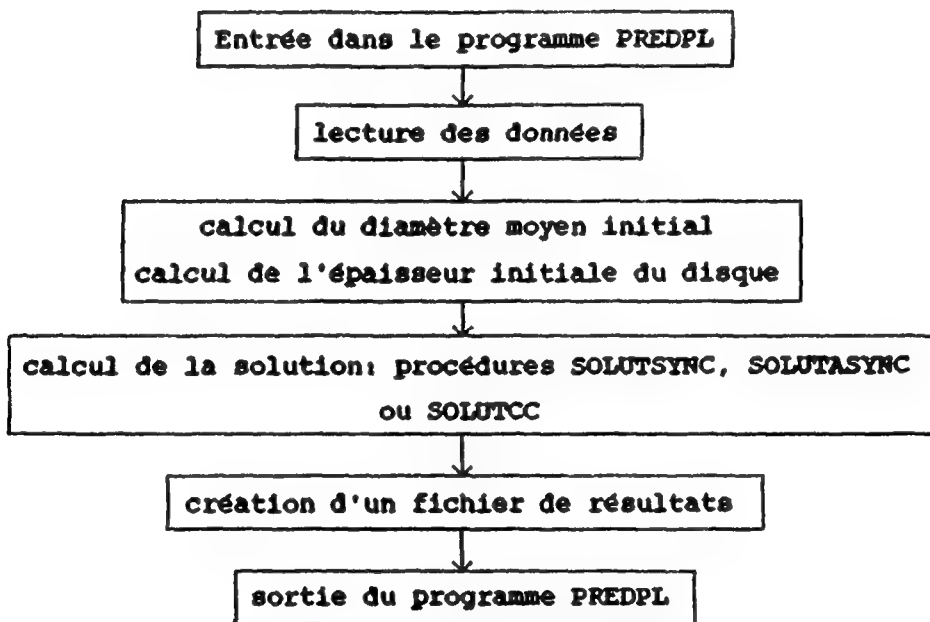 Entrée dans le programme PREDPL
lecture des données
calcul du diamètre moyen initial
calcul de l'épaisseur initiale du disque
calcul de la solution: procédures SOLUTSYNC, SOLUTASYNC
ou SOLUTCC
création d'un fichier de résultats
sortie du programme PREDPL